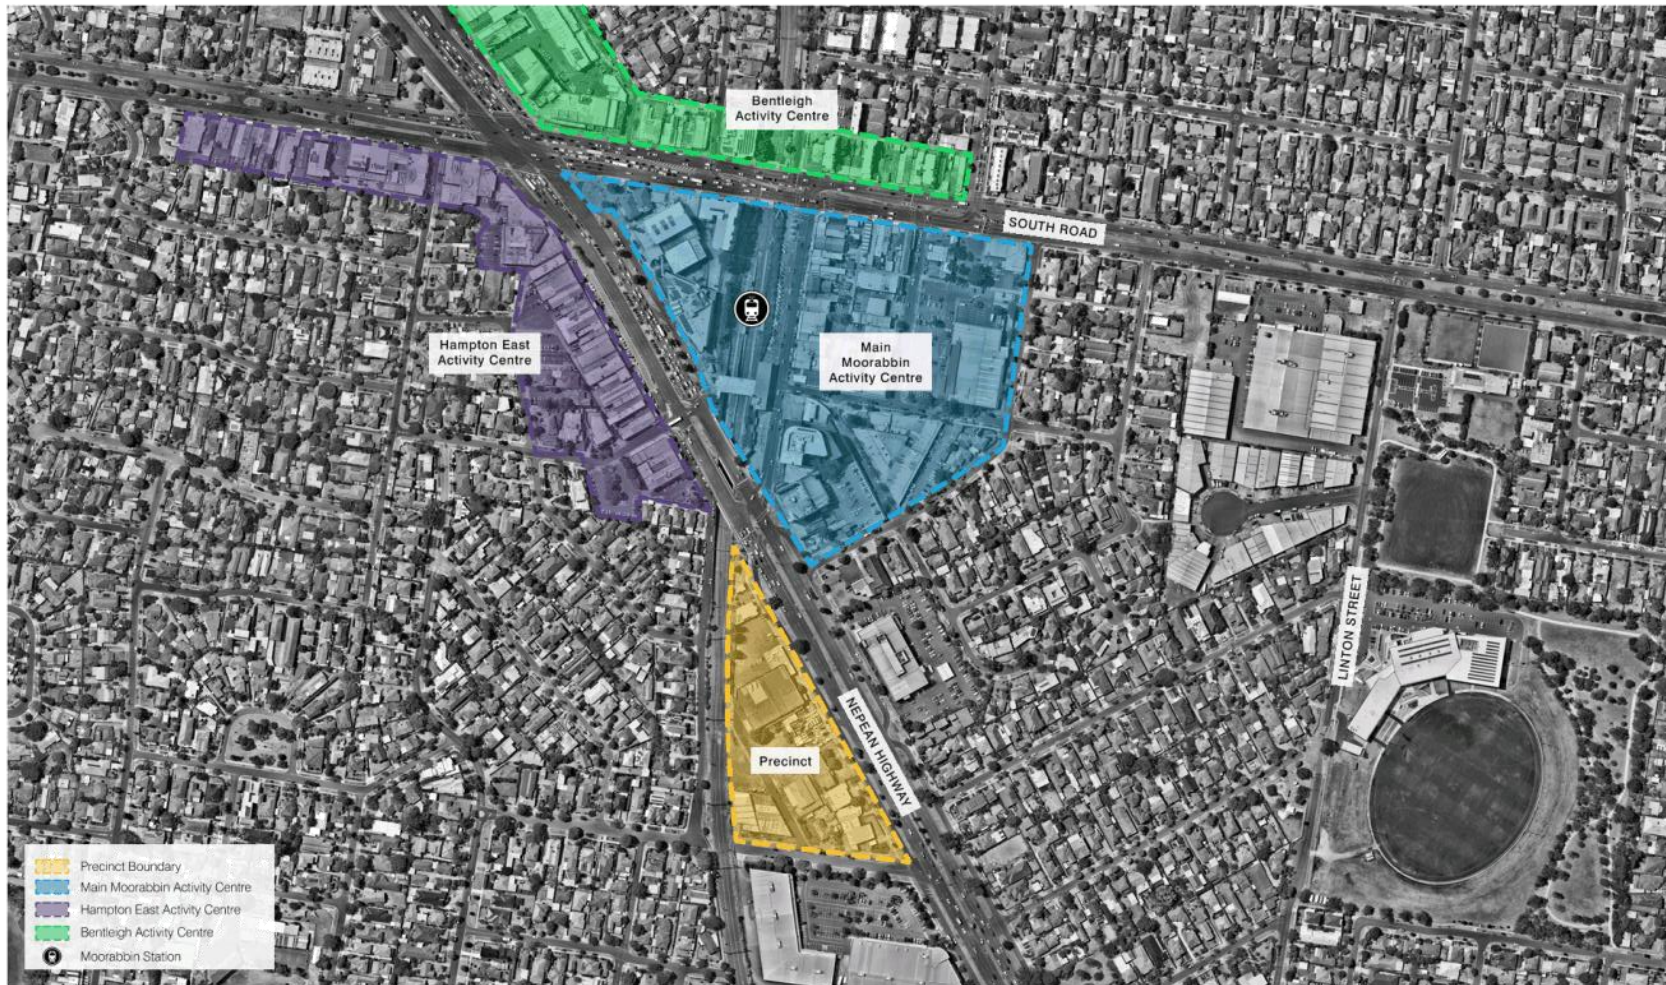 Bentleigh
Activity Centre
SOUTH ROAD
Hampton East
Activity Centre
Main
Moorabbin
Activity Centre
LINTON STREET
NEPEAN HIGHWAY
Precinct
Precinct Boundary
Main Moorabbin Activity Centre
Hampton East Activity Centre
Bentleigh Activity Centre
Moorabbin Station